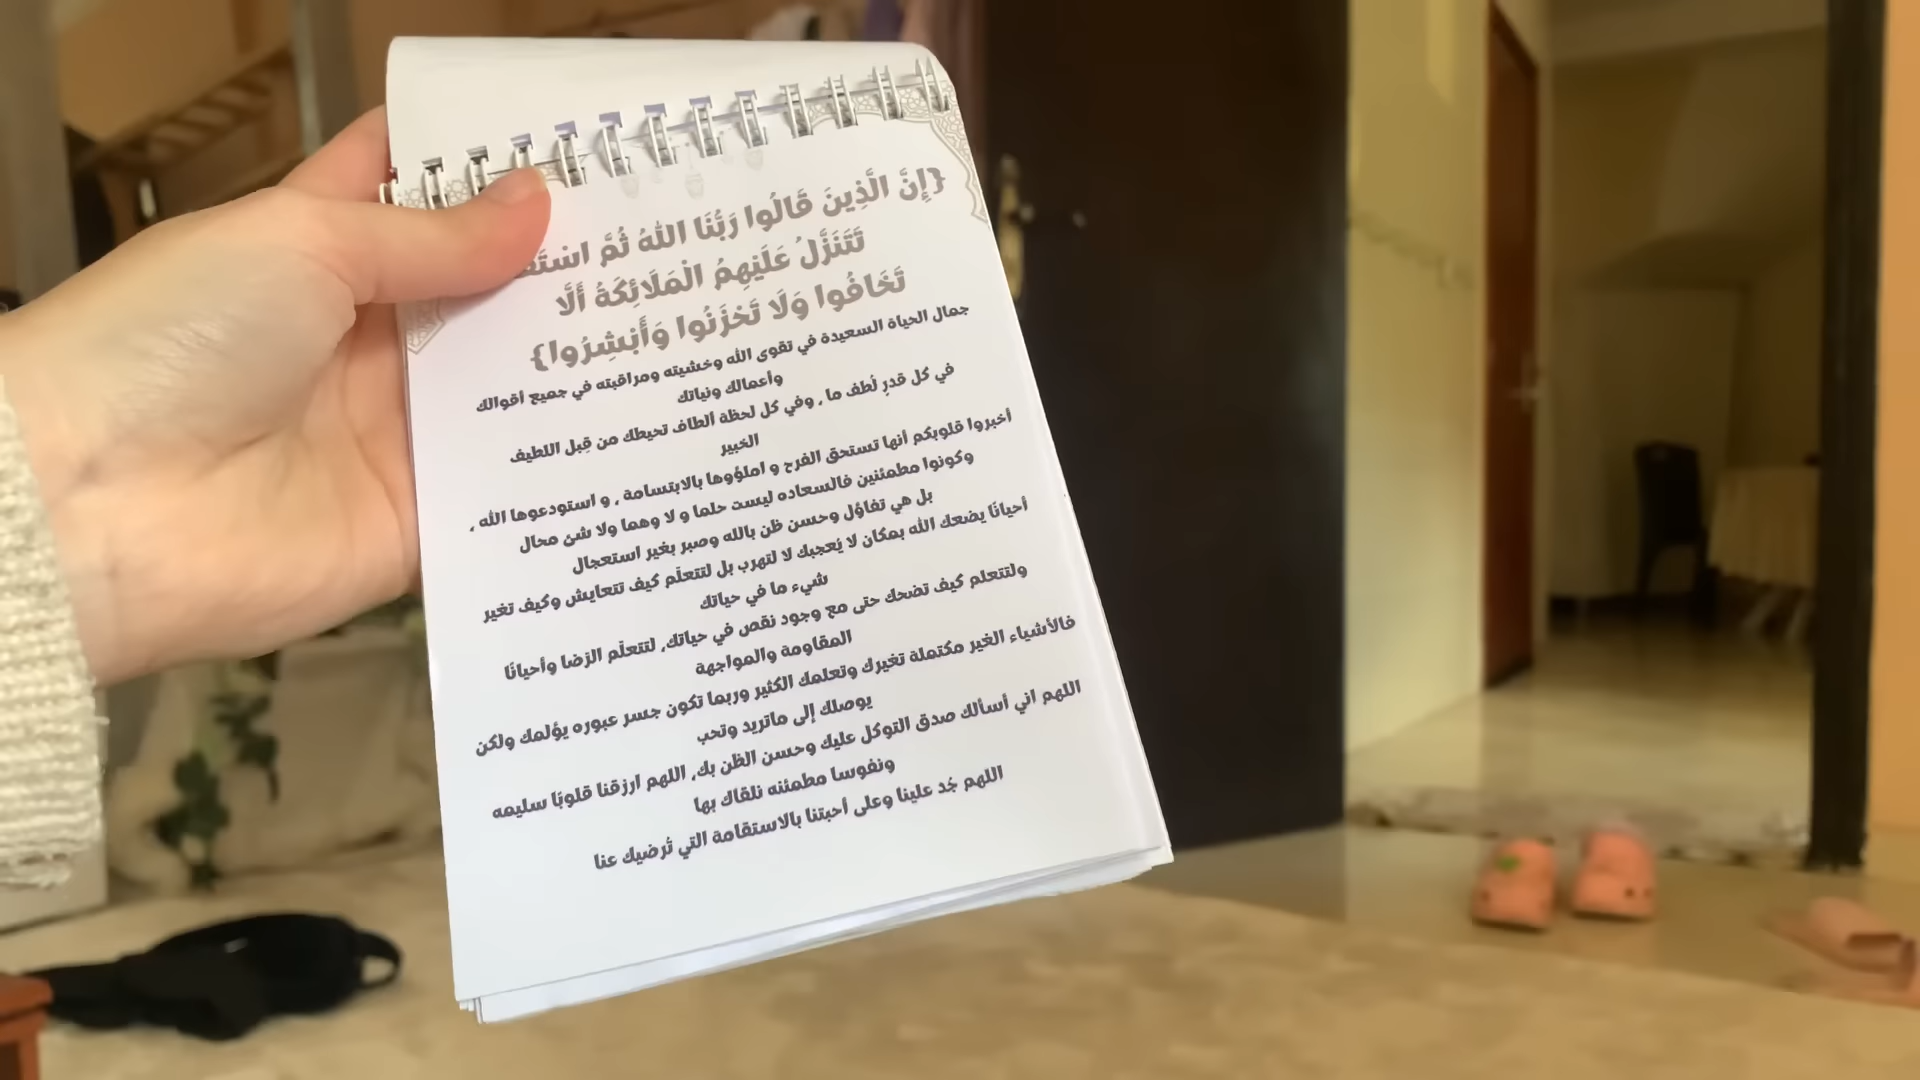 {إِنَّ الَّذِينَ قَالُوا رَبُّنَا اللَّهُ ثُمَّ
تَتَنَزَّلُ عَلَيْهِمُ الْمَلَائِكَةُ أَلَّا
تَخَافُوا وَلَا تَحْزَنُوا وَأَبْشِرُوا}
جمال الحياة السعيدة في تقوى الله وخشيته ومراقبته في جميع أقوالك
وأعمالك ونياتك
في كل قدرٍ لُطف ما , وفي كل لحظة ألطاف تحيطك من قِبل اللطيف
الخبير
أخبروا قلوبكم أنها تستحق الفرح و املؤوها بالابتسامة , و استودعوها الله ,
وكونوا مطمئنين فالسعاده ليست حلما و لا وهما ولا شئ محال
بل هي تفاؤل وحسن ظن بالله وصبر بغير استعجال
أحيانًا يضعك الله بمكان لا يُعجبك لا لتهرب بل لتتعلّم كيف تتعايش وكيف تغير
شيء ما في حياتك
ولتتعلم كيف تضحك حتى مع وجود نقص في حياتك, لتتعلّم الرّضا وأحيانًا
المقاومة والمواجهة
فالأشياء الغير مكتملة تغيرك وتعلمك الكثير وربما تكون جسر عبوره يؤلمك ولكن
يوصلك إلى ماتريد وتحب
اللهم اني أسألك صدق التوكل عليك وحسن الظن بك, اللهم ارزقنا قلوبًا سليمه
ونفوسا مطمئنه نلقاك بها
اللهم جُد علينا وعلى أحبتنا بالاستقامة التي تُرضيك عنا